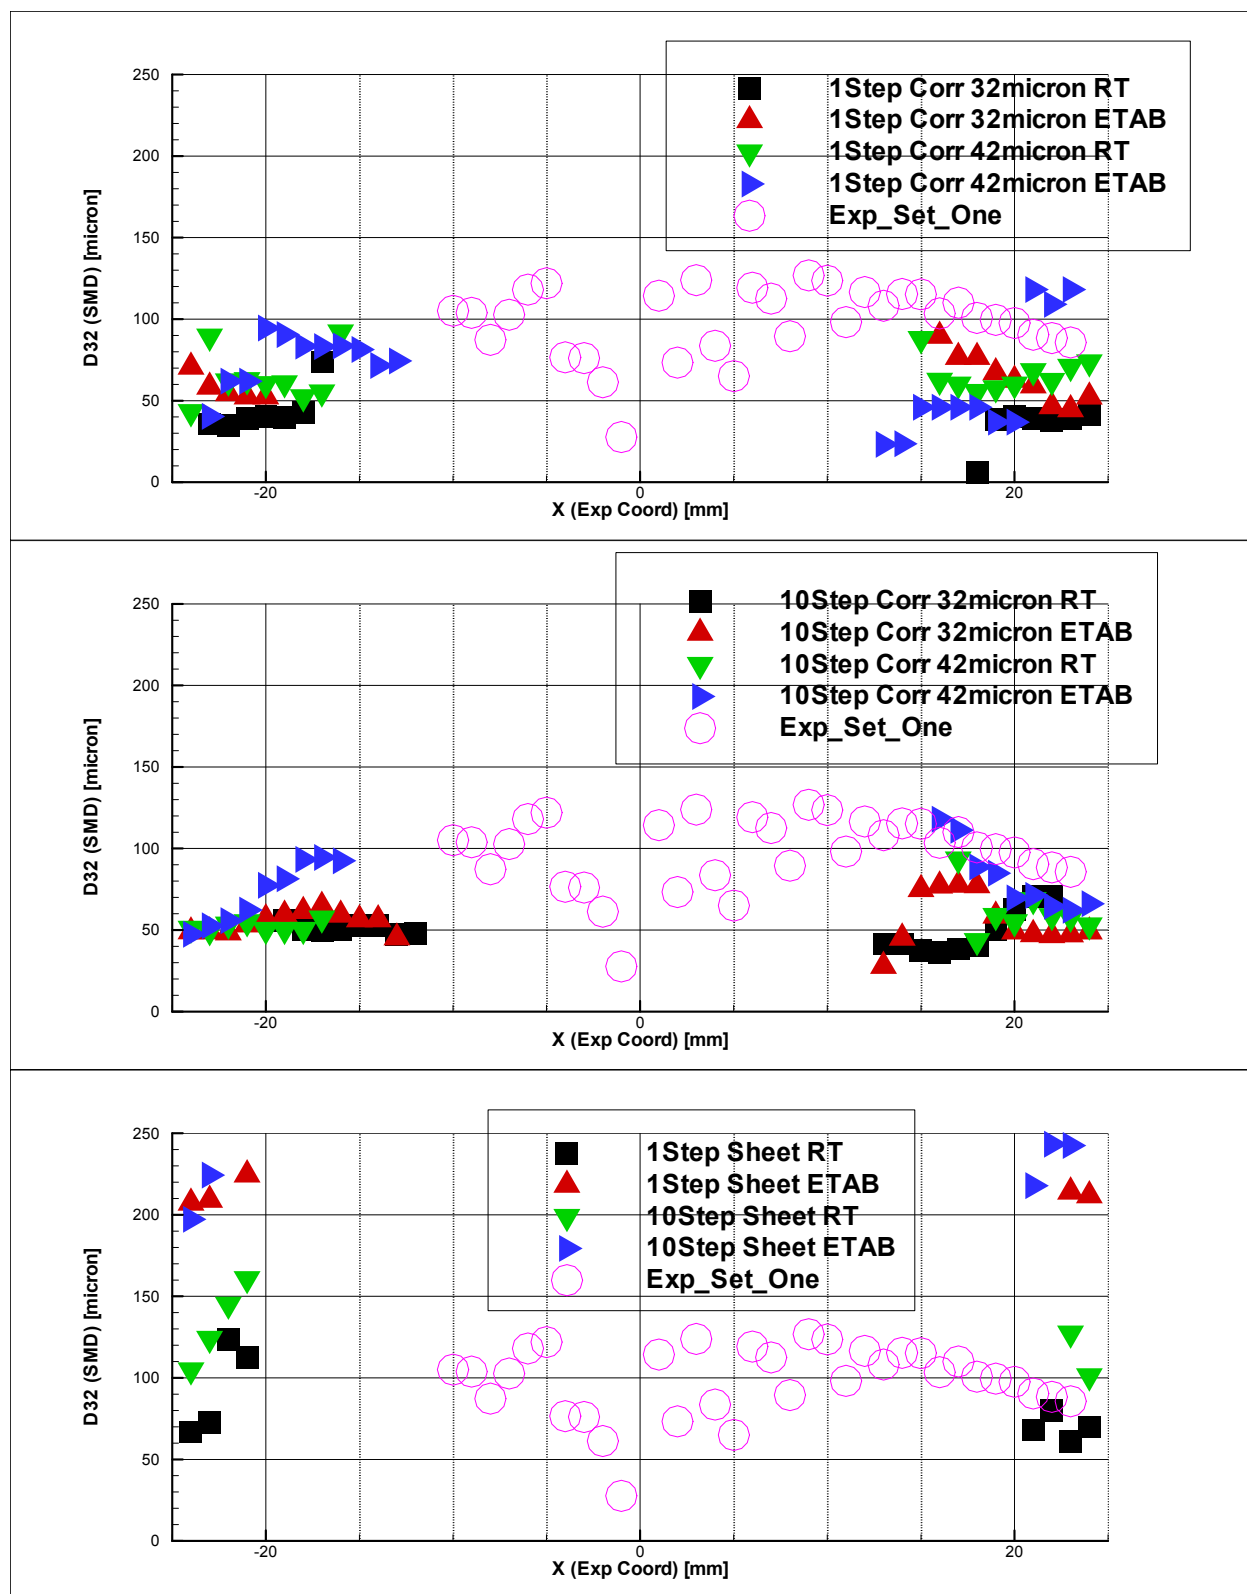 250
200
150
100
50
0
D32 (SMD) [micron]
1Step Corr 32micron RT
1Step Corr 32micron ETAB
1Step Corr 42micron RT
1Step Corr 42micron ETAB
Exp_Set_One
-20
0
20
X (Exp Coord) [mm]
250
200
150
100
50
0
D32 (SMD) [micron]
10Step Corr 32micron RT
10Step Corr 32micron ETAB
10Step Corr 42micron RT
10Step Corr 42micron ETAB
Exp_Set_One
-20
0
20
X (Exp Coord) [mm]
250
200
150
100
50
0
D32 (SMD) [micron]
1Step Sheet RT
1Step Sheet ETAB
10Step Sheet RT
10Step Sheet ETAB
Exp_Set_One
-20
0
20
X (Exp Coord) [mm]